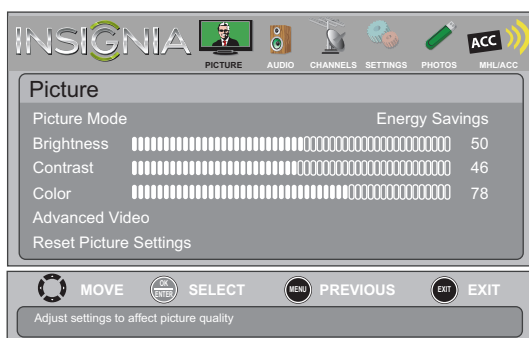 INSIGNIA
PICTURE AUDIO CHANNELS SETTINGS PHOTOS MHL/ACC
ACC
Picture
Picture Mode Energy Savings
Brightness 50
Contrast 46
Color 78
Advanced Video
Reset Picture Settings
MOVE OK ENTER SELECT MENU PREVIOUS EXIT EXIT
Adjust settings to affect picture quality